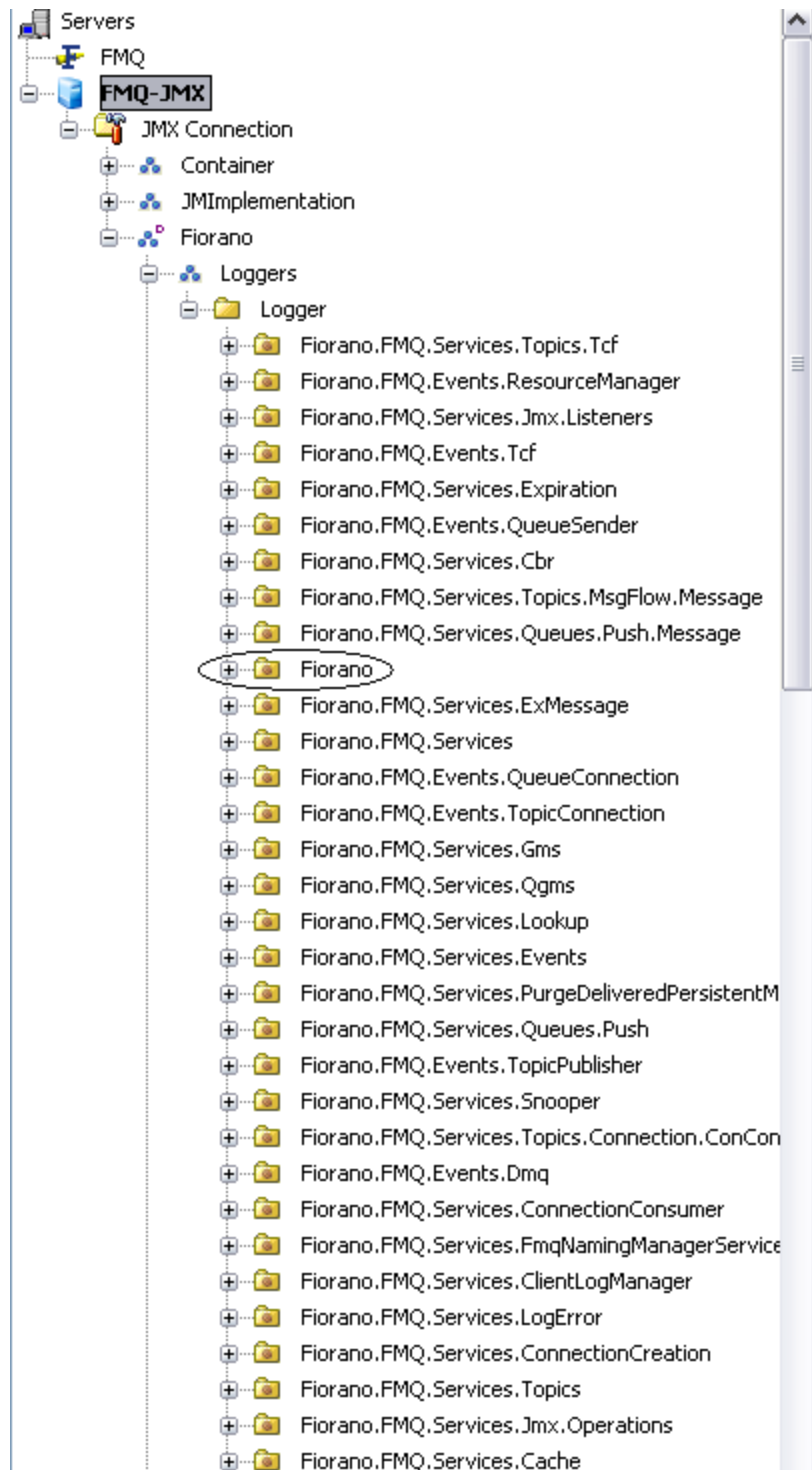 Servers
FMQ
FMQ-JMX
JMX Connection
Container
JMImplementation
Fiorano
Loggers
Logger
Fiorano.FMQ.Services.Topics.Tcf
Fiorano.FMQ.Events.ResourceManager
Fiorano.FMQ.Services.Jmx.Listeners
Fiorano.FMQ.Events.Tcf
Fiorano.FMQ.Services.Expiration
Fiorano.FMQ.Events.QueueSender
Fiorano.FMQ.Services.Cbr
Fiorano.FMQ.Services.Topics.MsgFlow.Message
Fiorano.FMQ.Services.Queues.Push.Message
Fiorano
Fiorano.FMQ.Services.ExMessage
Fiorano.FMQ.Services
Fiorano.FMQ.Events.QueueConnection
Fiorano.FMQ.Events.TopicConnection
Fiorano.FMQ.Services.Gms
Fiorano.FMQ.Services.Qgms
Fiorano.FMQ.Services.Lookup
Fiorano.FMQ.Services.Events
Fiorano.FMQ.Services.PurgeDeliveredPersistentM
Fiorano.FMQ.Services.Queues.Push
Fiorano.FMQ.Events.TopicPublisher
Fiorano.FMQ.Services.Snooper
Fiorano.FMQ.Services.Topics.Connection.ConCon
Fiorano.FMQ.Events.Dmq
Fiorano.FMQ.Services.ConnectionConsumer
Fiorano.FMQ.Services.FmqNamingManagerService
Fiorano.FMQ.Services.ClientLogManager
Fiorano.FMQ.Services.LogError
Fiorano.FMQ.Services.ConnectionCreation
Fiorano.FMQ.Services.Topics
Fiorano.FMQ.Services.Jmx.Operations
Fiorano.FMQ.Services.Cache